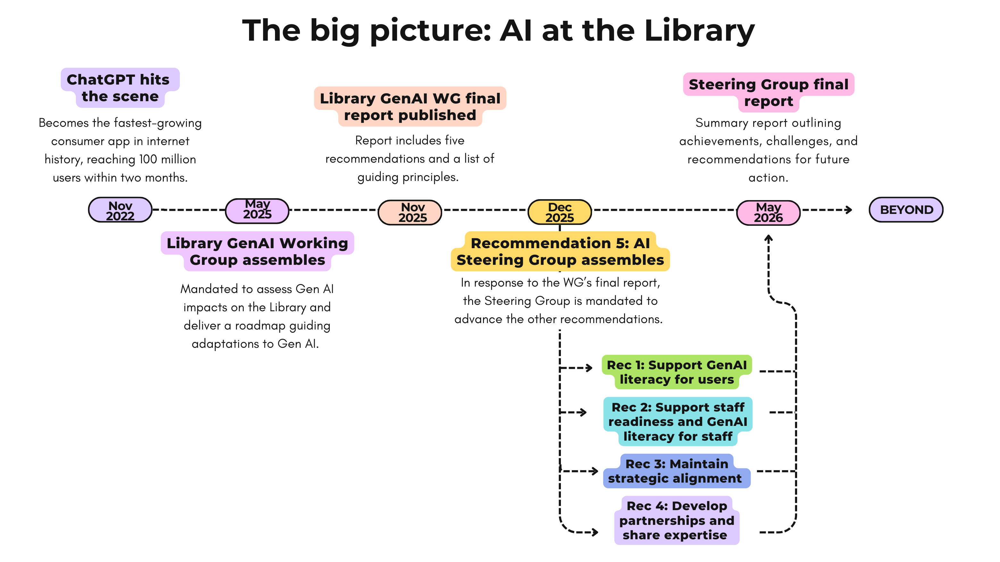 The big picture: AI at the Library
ChatGPT hits
the scene
Becomes the fastest-growing
consumer app in internet
history, reaching 100 million
users within two months.
Library GenAI WG final
report published
Report includes five
recommendations and a list of
guiding principles.
Steering Group final
report
Summary report outlining
achievements, challenges, and
recommendations for future
action.
Nov
2022
May
2025
Nov
2025
Dec
2025
May
2026
BEYOND
Library GenAI Working
Group assembles
Mandated to assess Gen AI
impacts on the Library and
deliver a roadmap guiding
adaptations to Gen AI.
Recommendation 5: AI
Steering Group assembles
In response to the WG’s final report,
the Steering Group is mandated to
advance the other recommendations.
Rec 1: Support GenAI
literacy for users
Rec 2: Support staff
readiness and GenAI
literacy for staff
Rec 3: Maintain
strategic alignment
Rec 4: Develop
partnerships and
share expertise